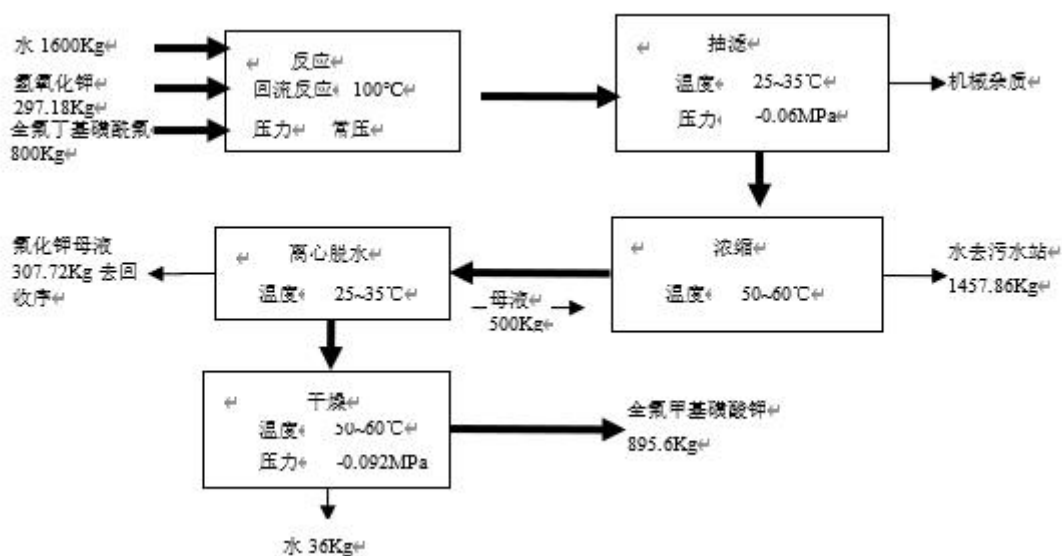 水 1600Kg
氢氧化钾
297.18Kg
全氟丁基磺酰氟
800Kg
反应
回流反应 100℃
压力 常压
抽滤
温度 25~35℃
压力 -0.06MPa
机械杂质
氟化钾母液
307.72Kg 去回
收序
离心脱水
温度 25~35℃
母液
500Kg
浓缩
温度 50~60℃
水去污水站
1457.86Kg
干燥
温度 50~60℃
压力 -0.092MPa
全氟甲基磺酸钾
895.6Kg
水 36Kg